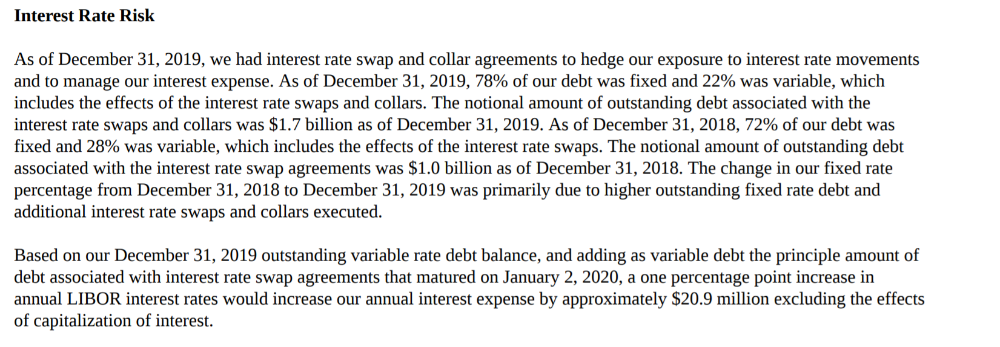 Interest Rate Risk
As of December 31, 2019, we had interest rate swap and collar agreements to hedge our exposure to interest rate movements
and to manage our interest expense. As of December 31, 2019, 78% of our debt was fixed and 22% was variable, which
includes the effects of the interest rate swaps and collars. The notional amount of outstanding debt associated with the
interest rate swaps and collars was $1.7 billion as of December 31, 2019. As of December 31, 2018, 72% of our debt was
fixed and 28% was variable, which includes the effects of the interest rate swaps. The notional amount of outstanding debt
associated with the interest rate swap agreements was $1.0 billion as of December 31, 2018. The change in our fixed rate
percentage from December 31, 2018 to December 31, 2019 was primarily due to higher outstanding fixed rate debt and
additional interest rate swaps and collars executed.
Based on our December 31, 2019 outstanding variable rate debt balance, and adding as variable debt the principle amount of
debt associated with interest rate swap agreements that matured on January 2, 2020, a one percentage point increase in
annual LIBOR interest rates would increase our annual interest expense by approximately $20.9 million excluding the effects
of capitalization of interest.